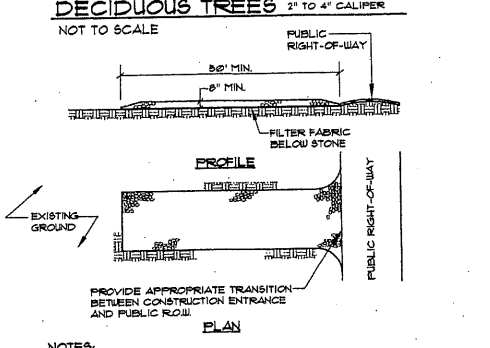 DECIDUOUS TREES 2" TO 4" CALIPER
NOT TO SCALE
PUBLIC
RIGHT-OF-WAY
50' MIN.
8" MIN.
FILTER FABRIC
BELOW STONE
PROFILE
EXISTING
GROUND
PUBLIC RIGHT-OF-WAY
PROVIDE APPROPRIATE TRANSITION
BETWEEN CONSTRUCTION ENTRANCE
AND PUBLIC R.O.W.
PLAN
NOTES: